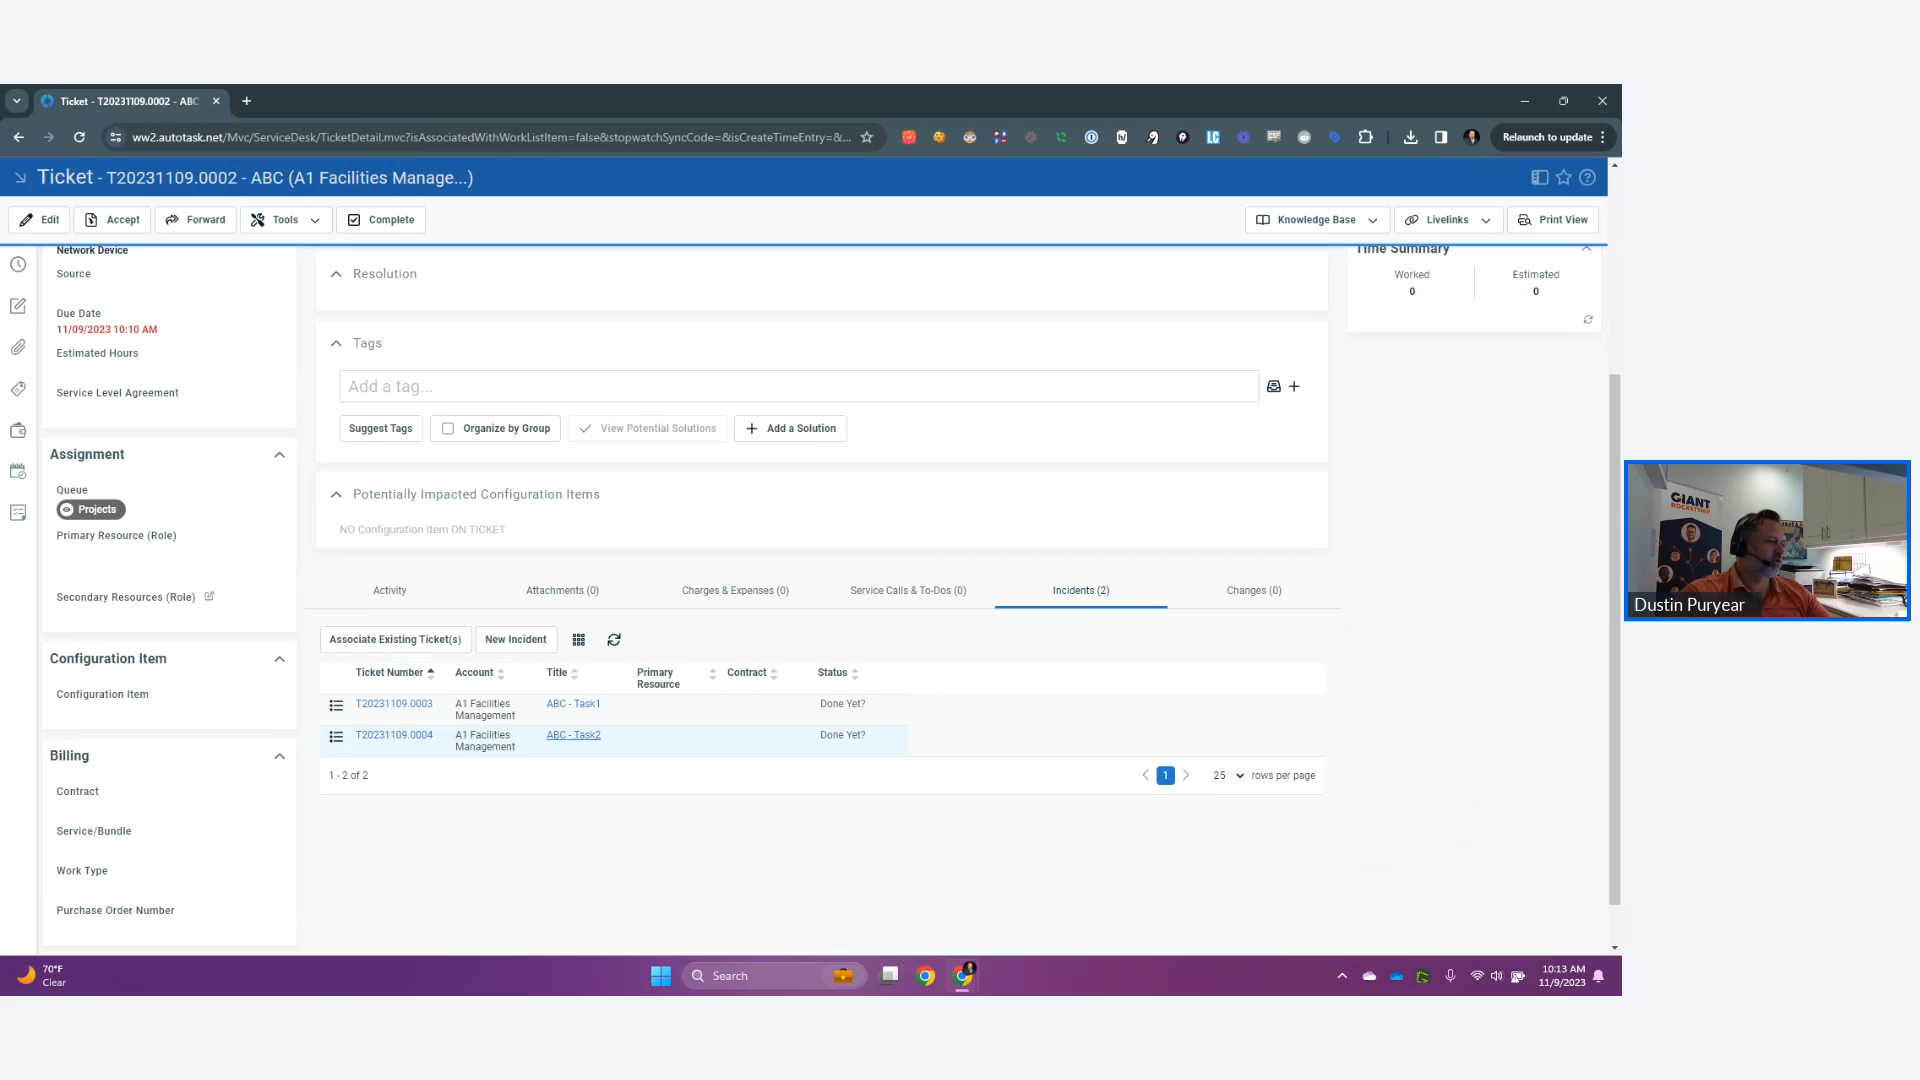 Ticket - T20231109.0002 - ABC
ww2.autotask.net/Mvc/ServiceDesk/TicketDetail.mvc?isAssociatedWithWorkListItem=false&stopwatchSyncCode=&isCreateTimeEntry=&...
Relaunch to update
Ticket - T20231109.0002 - ABC (A1 Facilities Manage...)
Edit
Accept
Forward
Tools
Complete
Knowledge Base
Livelinks
Print View
Network Device
Source
Due Date
11/09/2023 10:10 AM
Estimated Hours
Service Level Agreement
Assignment
Queue
Projects
Primary Resource (Role)
Secondary Resources (Role)
Configuration Item
Configuration Item
Billing
Contract
Service/Bundle
Work Type
Purchase Order Number
Resolution
Tags
Add a tag...
Suggest Tags
Organize by Group
View Potential Solutions
Add a Solution
Potentially Impacted Configuration Items
NO Configuration Item ON TICKET
Activity
Attachments (0)
Charges & Expenses (0)
Service Calls & To-Dos (0)
Incidents (2)
Changes (0)
Associate Existing Ticket(s)
New Incident
Ticket Number
Account
Title
Primary
Resource
Contract
Status
T20231109.0003
A1 Facilities
Management
ABC - Task1
Done Yet?
T20231109.0004
A1 Facilities
Management
ABC - Task2
Done Yet?
1 - 2 of 2
1
25
rows per page
Time Summary
Worked
0
Estimated
0
GIANT
ROCKETSHIP
Dustin Puryear
70°F
Clear
Search
10:13 AM
11/9/2023